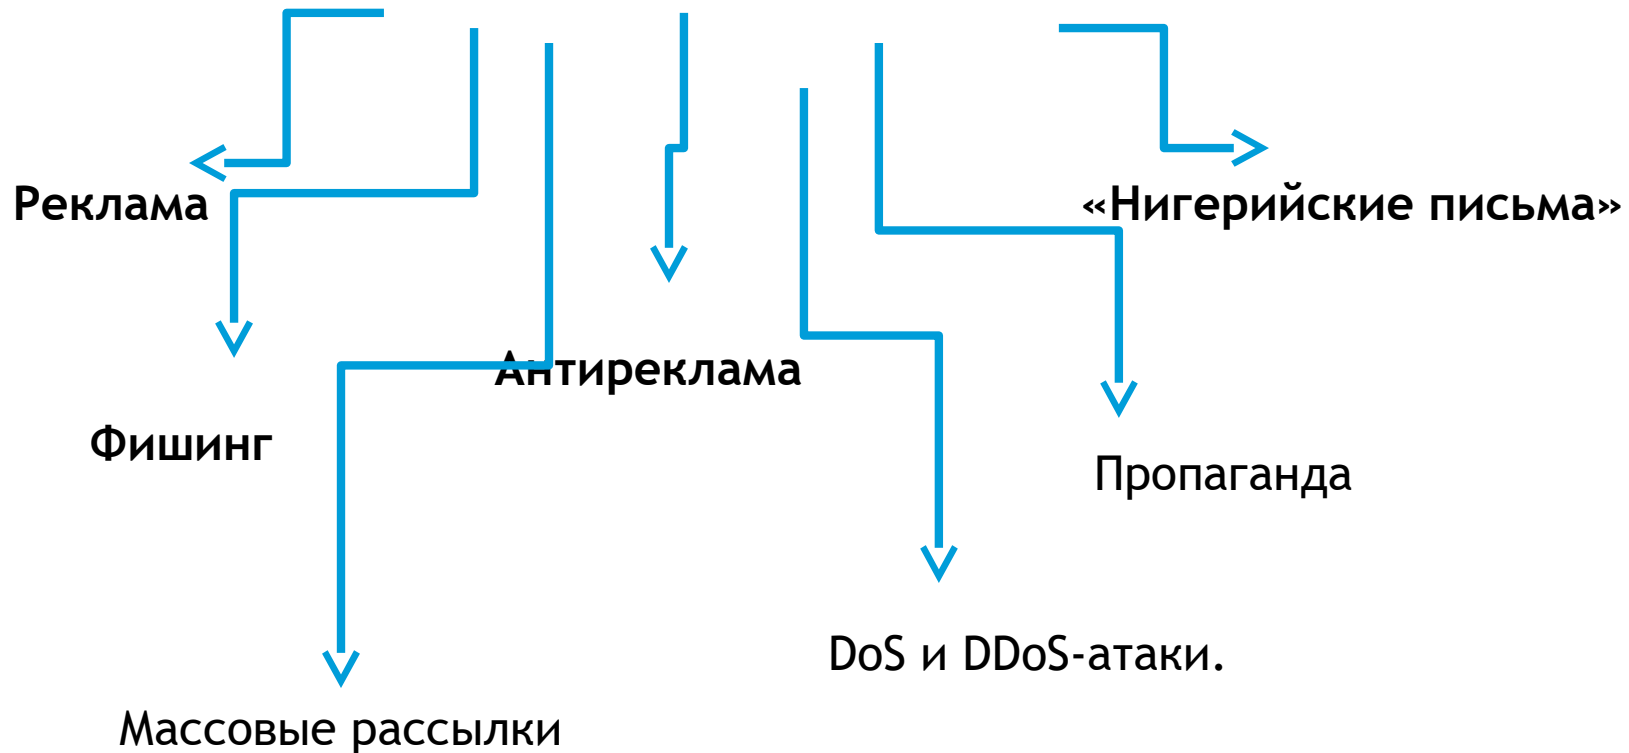 Реклама
«Нигерийские письма»
Антиреклама
Фишинг
Пропаганда
DoS и DDoS-атаки.
Массовые рассылки